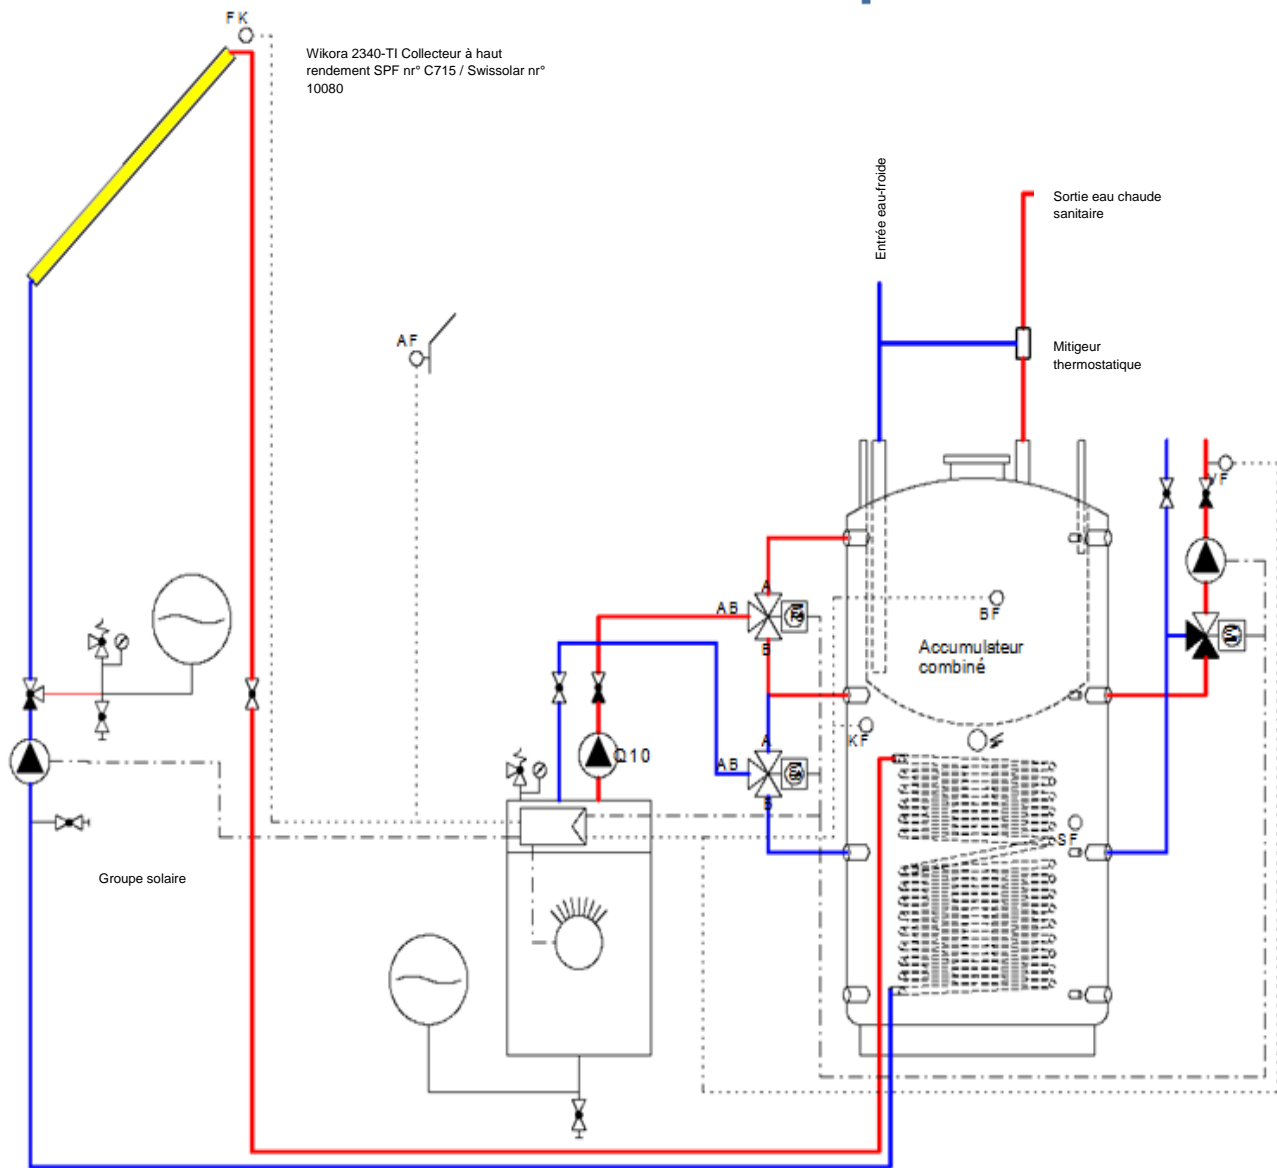 FK
Wikora 2340-TI Collecteur à haut
rendement SPF nr° C715 / Swissolar nr°
10080
Entrée eau-froide
Sortie eau chaude
sanitaire
AF
Mitigeur
thermostatique
VF
A
AB
B
BF
Accumulateur
combiné
KF
A
Q10
AB
B
SF
Groupe solaire